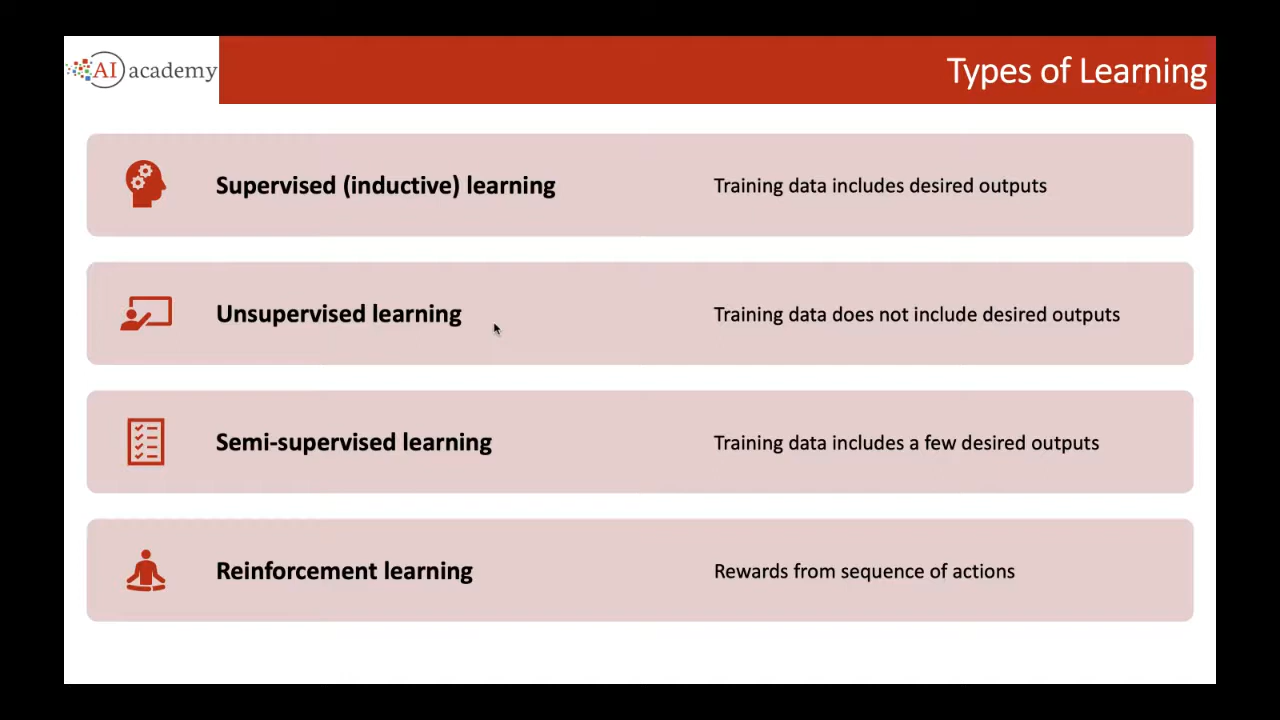 AI academy
Types of Learning
Supervised (inductive) learning
Training data includes desired outputs
Unsupervised learning
Training data does not include desired outputs
Semi-supervised learning
Training data includes a few desired outputs
Reinforcement learning
Rewards from sequence of actions